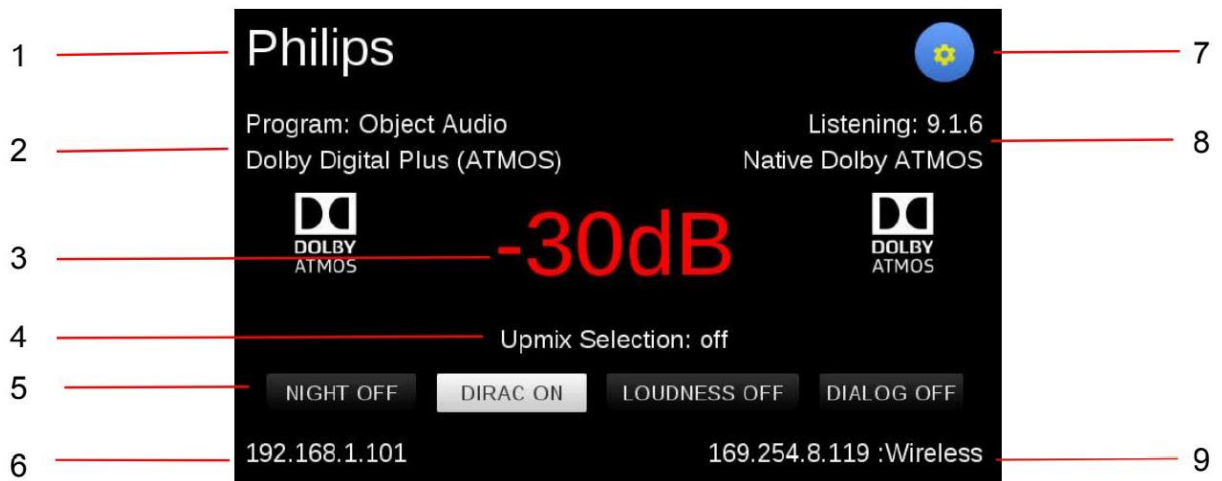 1
Philips
7
Program: Object Audio
Listening: 9.1.6
2
8
Dolby Digital Plus (ATMOS)
Native Dolby ATMOS
DOLBY
ATMOS
3
-30dB
DOLBY
ATMOS
4
Upmix Selection: off
5
NIGHT OFF
DIRAC ON
LOUDNESS OFF
DIALOG OFF
6
192.168.1.101
169.254.8.119 :Wireless
9